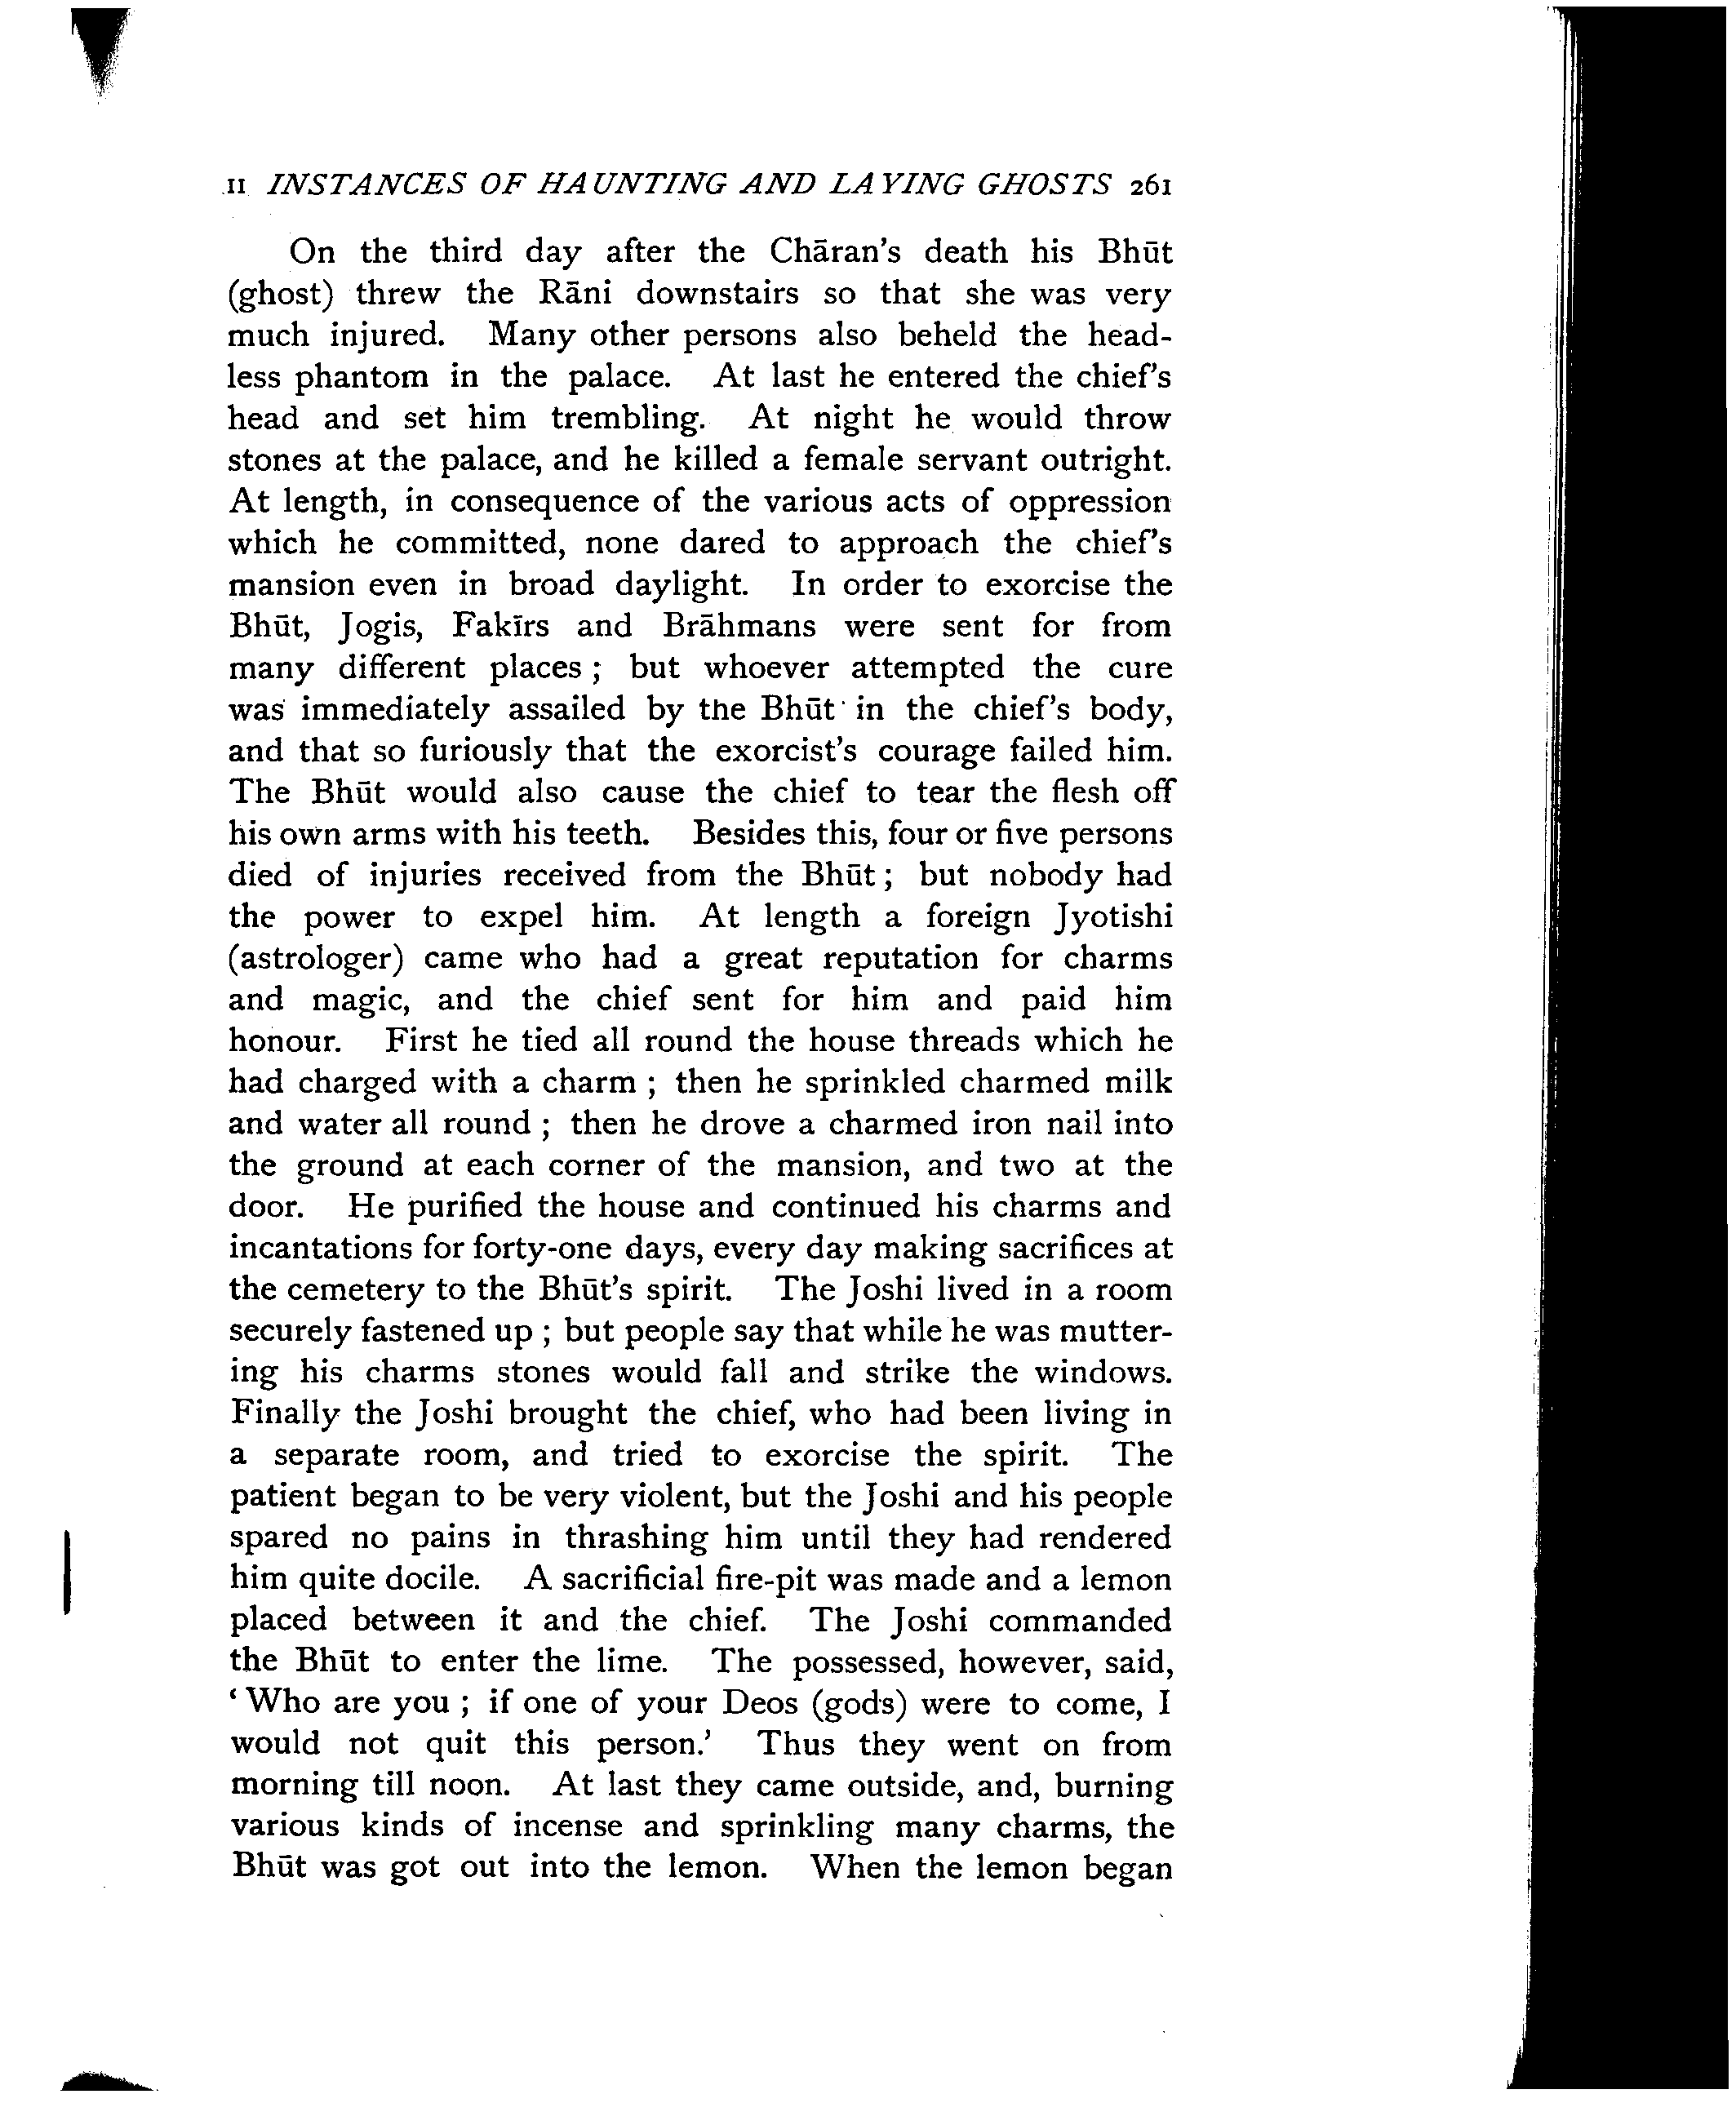 II INSTANCES OF HAUNTING AND LAYING GHOSTS 261
On the third day after the Chāran's death his Bhūt
(ghost) threw the Rāni downstairs so that she was very
much injured. Many other persons also beheld the head-
less phantom in the palace. At last he entered the chief's
head and set him trembling. At night he would throw
stones at the palace, and he killed a female servant outright.
At length, in consequence of the various acts of oppression
which he committed, none dared to approach the chief's
mansion even in broad daylight. In order to exorcise the
Bhūt, Jogis, Fakīrs and Brāhmans were sent for from
many different places ; but whoever attempted the cure
was immediately assailed by the Bhūt in the chief's body,
and that so furiously that the exorcist's courage failed him.
The Bhūt would also cause the chief to tear the flesh off
his own arms with his teeth. Besides this, four or five persons
died of injuries received from the Bhūt ; but nobody had
the power to expel him. At length a foreign Jyotishi
(astrologer) came who had a great reputation for charms
and magic, and the chief sent for him and paid him
honour. First he tied all round the house threads which he
had charged with a charm ; then he sprinkled charmed milk
and water all round ; then he drove a charmed iron nail into
the ground at each corner of the mansion, and two at the
door. He purified the house and continued his charms and
incantations for forty-one days, every day making sacrifices at
the cemetery to the Bhūt's spirit. The Joshi lived in a room
securely fastened up ; but people say that while he was mutter-
ing his charms stones would fall and strike the windows.
Finally the Joshi brought the chief, who had been living in
a separate room, and tried to exorcise the spirit. The
patient began to be very violent, but the Joshi and his people
spared no pains in thrashing him until they had rendered
him quite docile. A sacrificial fire-pit was made and a lemon
placed between it and the chief. The Joshi commanded
the Bhūt to enter the lime. The possessed, however, said,
‘ Who are you ; if one of your Deos (gods) were to come, I
would not quit this person.’ Thus they went on from
morning till noon. At last they came outside, and, burning
various kinds of incense and sprinkling many charms, the
Bhūt was got out into the lemon. When the lemon began